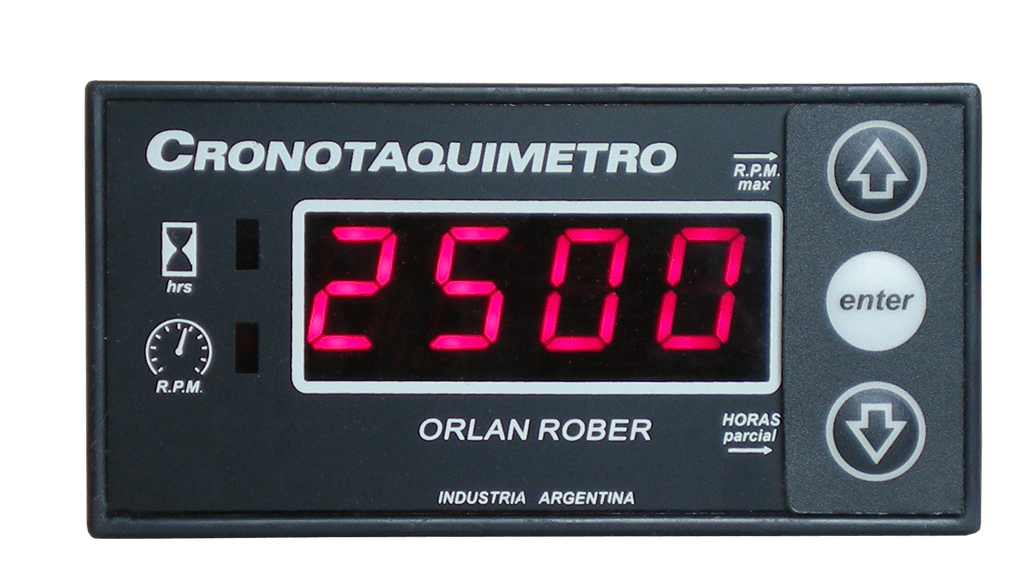 CRONOTAQUIMETRO
R.P.M.
max
2500
hrs
enter
R.P.M.
ORLAN ROBER
HORAS
parcial
INDUSTRIA ARGENTINA